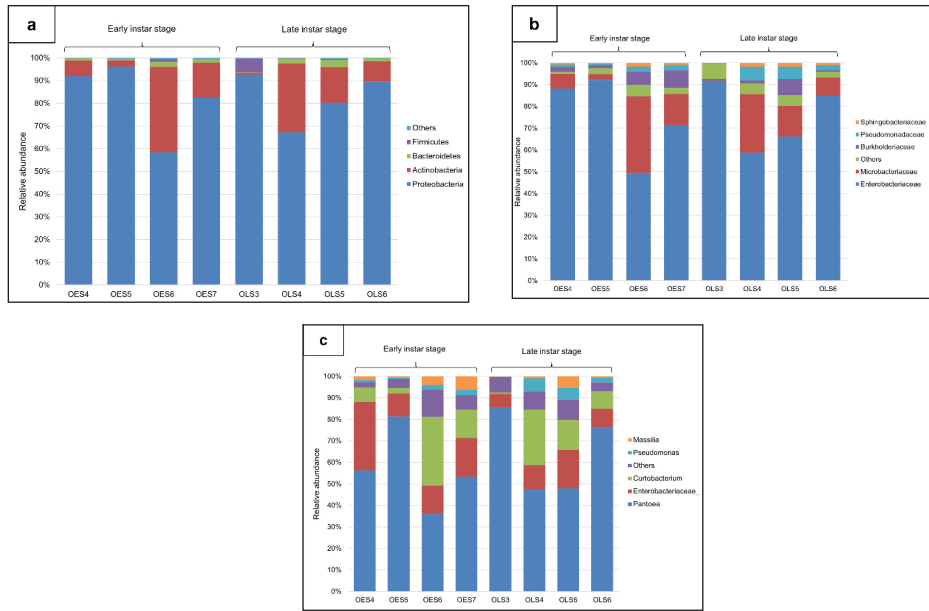 a
Early instar stage
Late instar stage
100%
90%
80%
70%
60%
50%
40%
30%
20%
10%
0%
Relative abundance
OES4 OES5 OES6 OES7 OLS3 OLS4 OLS5 OLS6
Others
Firmicutes
Bacteroidetes
Actinobacteria
Proteobacteria
b
Early instar stage
Late instar stage
100%
90%
80%
70%
60%
50%
40%
30%
20%
10%
0%
Relative abundance
OES4 OES5 OES6 OES7 OLS3 OLS4 OLS5 OLS6
Sphingobacteriaceae
Pseudomonadaceae
Burkholderiaceae
Others
Microbacteriaceae
Enterobacteriaceae
c
Early instar stage
Late instar stage
100%
90%
80%
70%
60%
50%
40%
30%
20%
10%
0%
Relative abundance
OES4 OES5 OES6 OES7 OLS3 OLS4 OLS5 OLS6
Massilia
Pseudomonas
Others
Curtobacterium
Enterobacteriaceae_
Pantoea